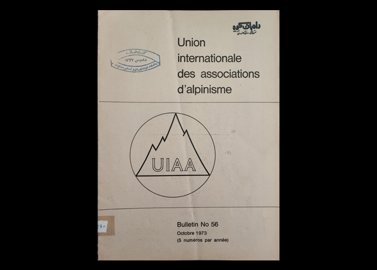 Union
internationale
des associations
d'alpinisme
UIAA
Bulletin No 56
Octobre 1973
(5 numéros par année)